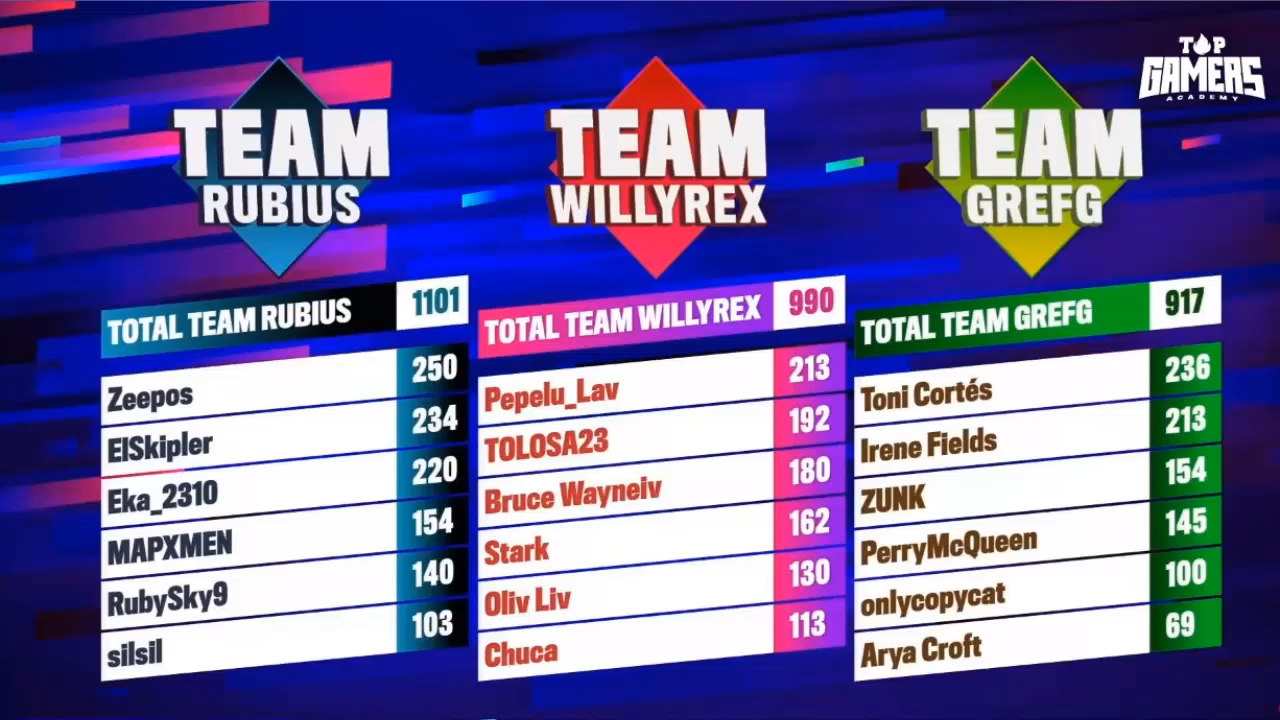 TOP
GAMERS
ACADEMY
TEAM
RUBIUS
TOTAL TEAM RUBIUS 1101
Zeepos 250
ElSkipler 234
Eka_2310 220
MAPXMEN 154
RubySky9 140
silsil 103
TEAM
WILLYREX
TOTAL TEAM WILLYREX 990
Pepelu_Lav 213
TOLOSA23 192
Bruce Wayneiv 180
Stark 162
Oliv Liv 130
Chuca 113
TEAM
GREFG
TOTAL TEAM GREFG 917
Toni Cortés 236
Irene Fields 213
ZUNK 154
PerryMcQueen 145
onlycopycat 100
Arya Croft 69